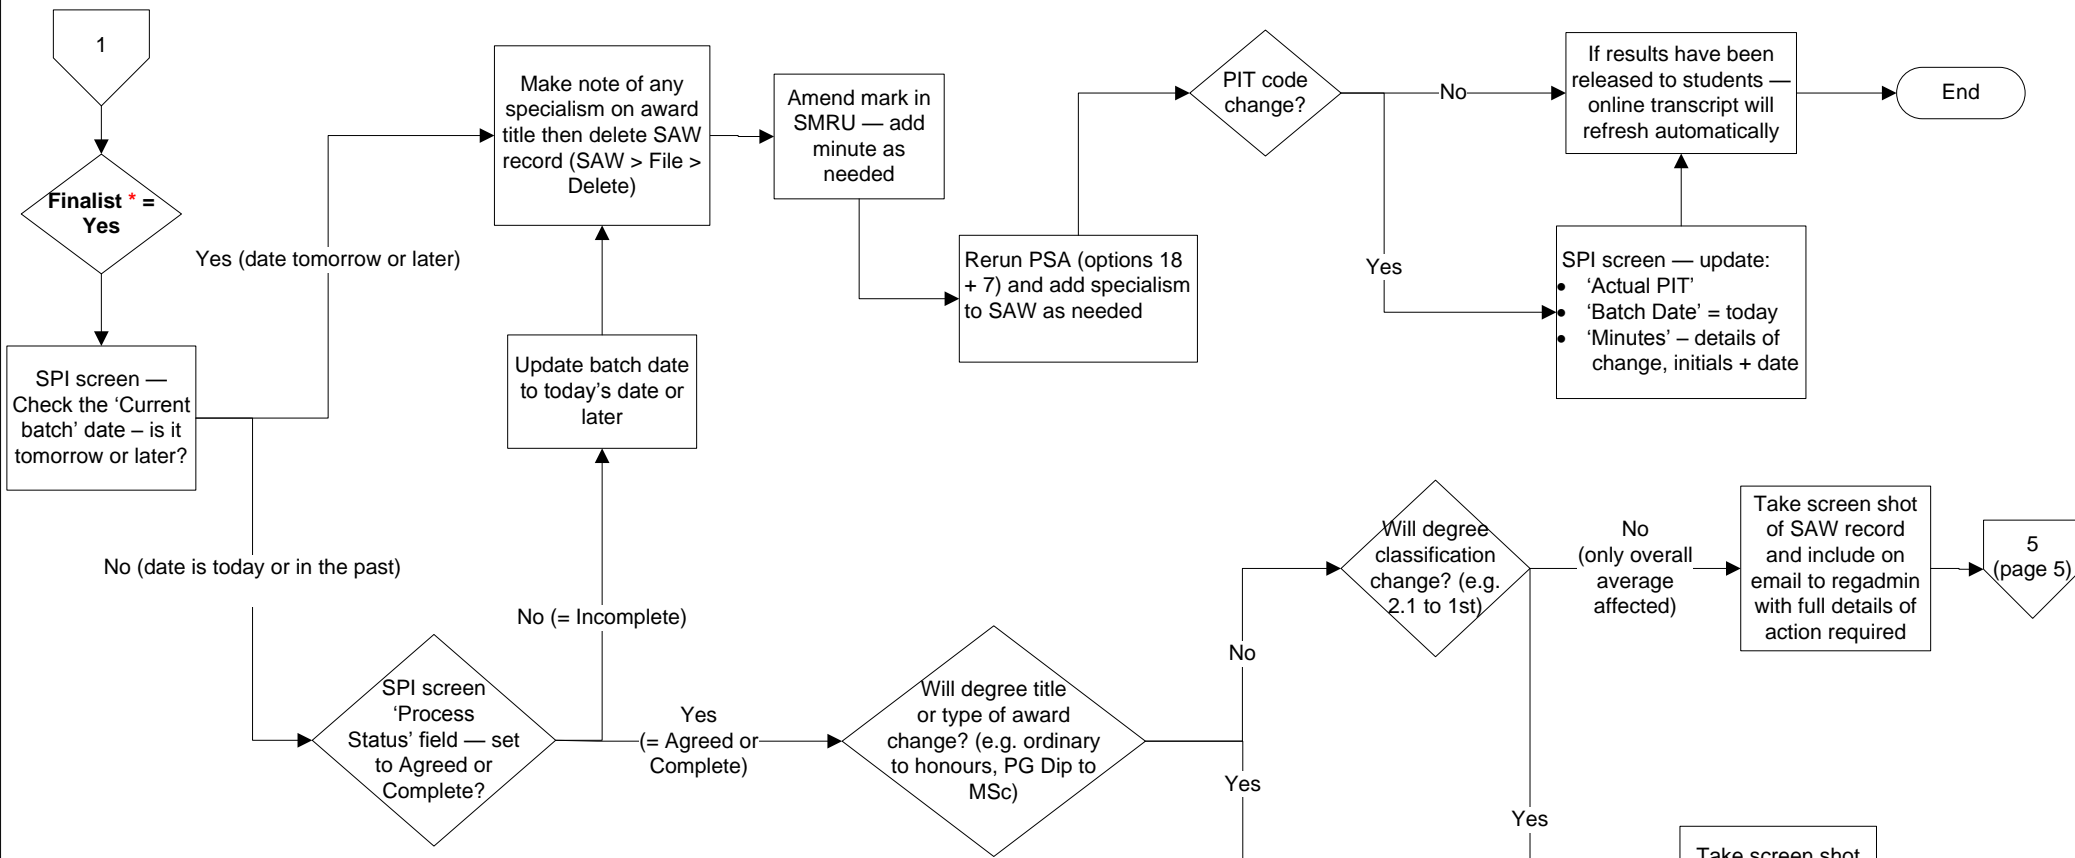 1
Finalist * =
Yes
SPI screen —
Check the ‘Current
batch’ date – is it
tomorrow or later?
Yes (date tomorrow or later)
No (date is today or in the past)
Make note of any
specialism on award
title then delete SAW
record (SAW > File >
Delete)
Amend mark in
SMRU — add
minute as
needed
Rerun PSA (options 18
+ 7) and add specialism
to SAW as needed
PIT code
change?
No
Yes
If results have been
released to students —
online transcript will
refresh automatically
End
SPI screen — update:
• ‘Actual PIT’
• ‘Batch Date’ = today
• ‘Minutes’ – details of
change, initials + date
Update batch date
to today’s date or
later
No (= Incomplete)
SPI screen
‘Process
Status’ field — set
to Agreed or
Complete?
Yes
(= Agreed or
Complete)
Will degree title
or type of award
change? (e.g. ordinary
to honours, PG Dip to
MSc)
No
Yes
Will degree
classification
change? (e.g.
2.1 to 1st)
No
(only overall
average
affected)
Yes
Take screen shot
of SAW record
and include on
email to regadmin
with full details of
action required
5
(page 5)
Take screen shot